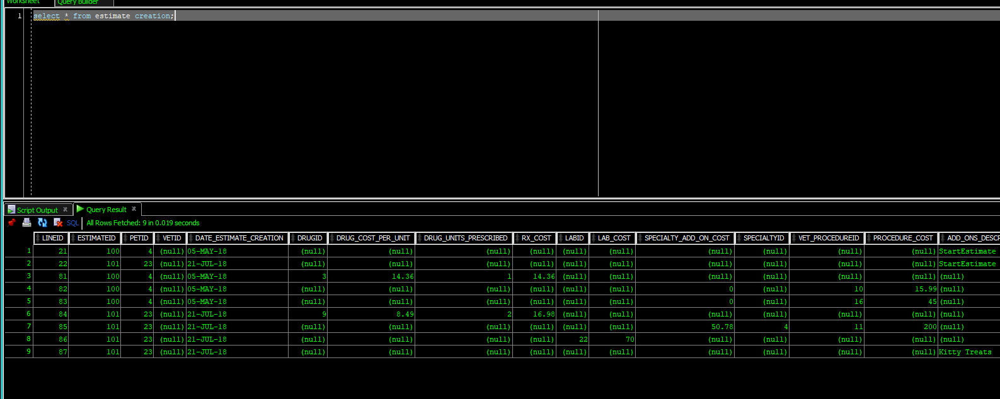 Worksheet Query Builder
1 select * from estimate creation;
Script Output × Query Result ×
SQL All Rows Fetched: 9 in 0.019 seconds
LINEID ESTIMATEID PETID VETID DATE_ESTIMATE_CREATION DRUGID DRUG_COST_PER_UNIT DRUG_UNITS_PRESCRIBED RX_COST LABID LAB_COST SPECIALTY_ADD_ON_COST SPECIALTYID VET_PROCEDUREID PROCEDURE_COST ADD_ONS_DESCR
1 21 100 4 (null) 05-MAY-18 (null) (null) (null) (null) (null) (null) (null) (null) (null) (null) StartEstimate
2 22 101 23 (null) 21-JUL-18 (null) (null) (null) (null) (null) (null) (null) (null) (null) (null) StartEstimate
3 81 100 4 (null) 05-MAY-18 3 14.36 1 14.36 (null) (null) (null) (null) (null) (null) (null)
4 82 100 4 (null) 05-MAY-18 (null) (null) (null) (null) (null) (null) 0 (null) 10 15.99 (null)
5 83 100 4 (null) 05-MAY-18 (null) (null) (null) (null) (null) (null) 0 (null) 16 45 (null)
6 84 101 23 (null) 21-JUL-18 9 8.49 2 16.98 (null) (null) (null) (null) (null) (null) (null)
7 85 101 23 (null) 21-JUL-18 (null) (null) (null) (null) (null) (null) 50.78 4 11 200 (null)
8 86 101 23 (null) 21-JUL-18 (null) (null) (null) (null) 22 70 (null) (null) (null) (null) (null)
9 87 101 23 (null) 21-JUL-18 (null) (null) (null) (null) (null) (null) (null) (null) (null) (null) Kitty Treats